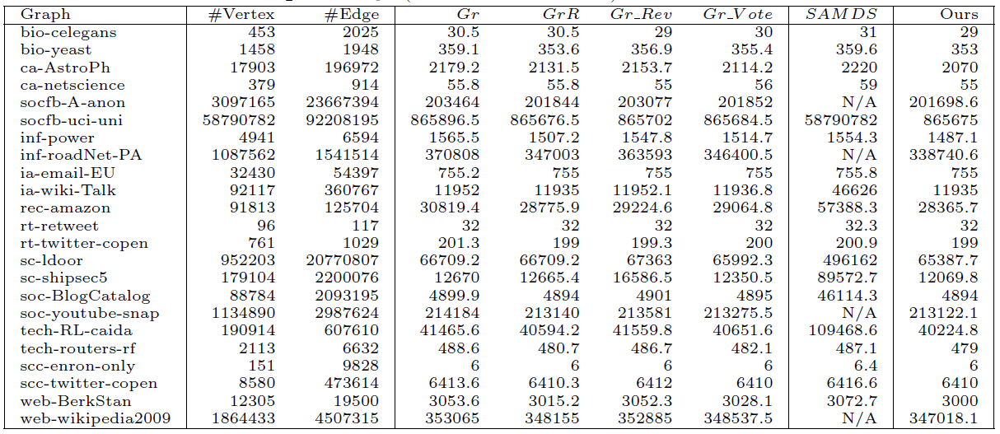 Graph #Vertex #Edge Gr GrR Gr_Rev Gr_Vote SAMDS Ours
bio-celegans 453 2025 30.5 30.5 29 30 31 29
bio-yeast 1458 1948 359.1 353.6 356.9 355.4 359.6 353
ca-AstroPh 17903 196972 2179.2 2131.5 2153.7 2114.2 2220 2070
ca-netscience 379 914 55.8 55.8 55 56 59 55
socfb-A-anon 3097165 23667394 203464 201844 203077 201852 N/A 201698.6
socfb-uci-uni 58790782 92208195 865896.5 865676.5 865702 865684.5 58790782 865675
inf-power 4941 6594 1565.5 1507.2 1547.8 1514.7 1554.3 1487.1
inf-roadNet-PA 1087562 1541514 370808 347003 363593 346400.5 N/A 338740.6
ia-email-EU 32430 54397 755.2 755 755 755 755.8 755
ia-wiki-Talk 92117 360767 11952 11935 11952.1 11936.8 46626 11935
rec-amazon 91813 125704 30819.4 28775.9 29224.6 29064.8 57388.3 28365.7
rt-retweet 96 117 32 32 32 32 32.3 32
rt-twitter-copen 761 1029 201.3 199 199.3 200 200.9 199
sc-ldoor 952203 20770807 66709.2 66709.2 67363 65992.3 496162 65387.7
sc-shipsec5 179104 2200076 12670 12665.4 16586.5 12350.5 89572.7 12069.8
soc-BlogCatalog 88784 2093195 4899.9 4894 4901 4895 46114.3 4894
soc-youtube-snap 1134890 2987624 214184 213140 213581 213275.5 N/A 213122.1
tech-RL-caida 190914 607610 41465.6 40594.2 41559.8 40651.6 109468.6 40224.8
tech-routers-rf 2113 6632 488.6 480.7 486.7 482.1 487.1 479
scc-enron-only 151 9828 6 6 6 6 6.4 6
scc-twitter-copen 8580 473614 6413.6 6410.3 6412 6410 6416.6 6410
web-BerkStan 12305 19500 3053.6 3015.2 3052.3 3028.1 3072.7 3000
web-wikipedia2009 1864433 4507315 353065 348155 352885 348537.5 N/A 347018.1